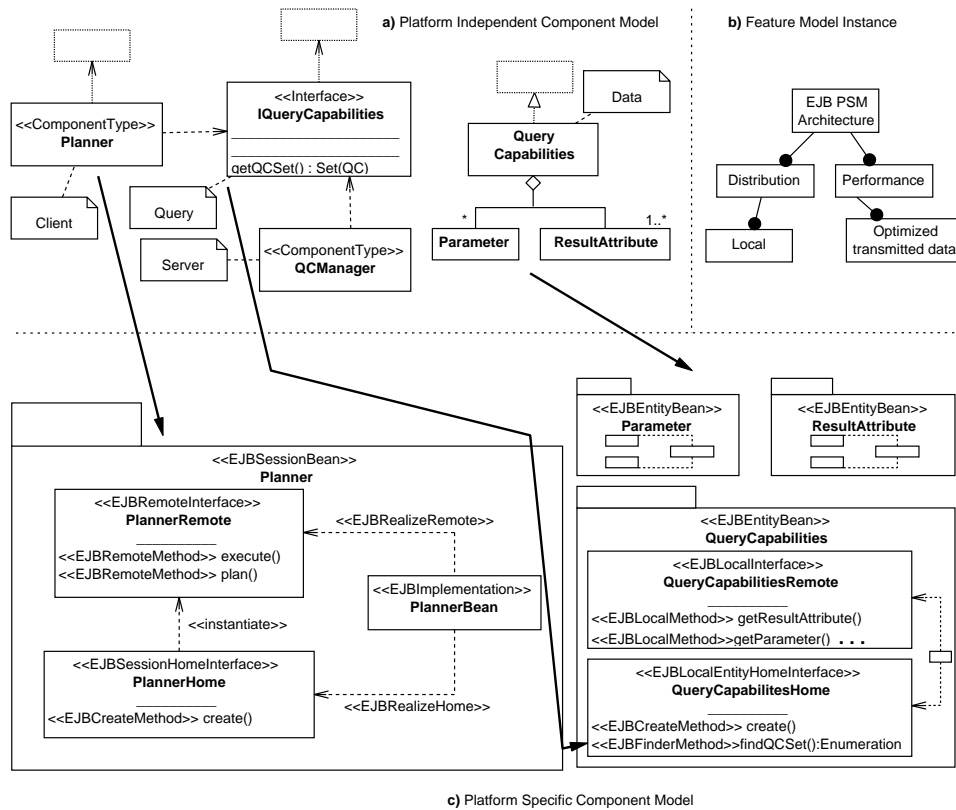 a) Platform Independent Component Model
b) Feature Model Instance
<<ComponentType>>
Planner
Client
<<Interface>>
IQueryCapabilities
getQCSet() : Set(QC)
Query
Server
<<ComponentType>>
QCManager
Data
Query
Capabilities
*
1..*
Parameter
ResultAttribute
EJB PSM
Architecture
Distribution
Performance
Local
Optimized
transmitted data
<<EJBSessionBean>>
Planner
<<EJBRemoteInterface>>
PlannerRemote
<<EJBRemoteMethod>> execute()
<<EJBRemoteMethod>> plan()
<<EJBRealizeRemote>>
<<EJBImplementation>>
PlannerBean
<<instantiate>>
<<EJBSessionHomeInterface>>
PlannerHome
<<EJBCreateMethod>> create()
<<EJBRealizeHome>>
<<EJBEntityBean>>
Parameter
<<EJBEntityBean>>
ResultAttribute
<<EJBEntityBean>>
QueryCapabilities
<<EJBLocalInterface>>
QueryCapabilitiesRemote
<<EJBLocalMethod>> getResultAttribute()
<<EJBLocalMethod>>getParameter() . . .
<<EJBLocalEntityHomeInterface>>
QueryCapabilitesHome
<<EJBCreateMethod>> create()
<<EJBFinderMethod>>findQCSet():Enumeration
c) Platform Specific Component Model